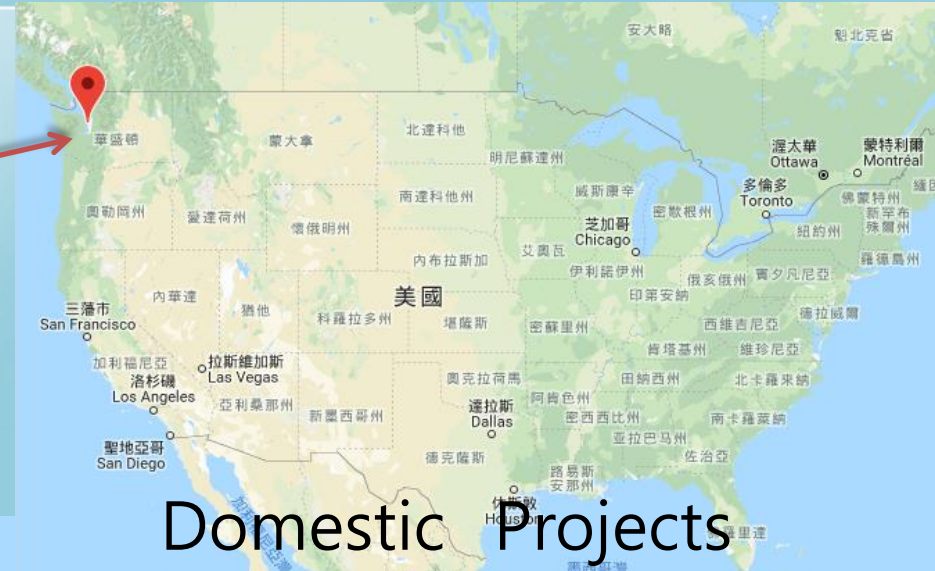 安大略
魁北克省
華盛頓
蒙大拿
北達科他
明尼蘇達州
渥太華
Ottawa
蒙特利爾
Montréal
南達科他州
威斯康辛
多倫多
Toronto
佛蒙特州
奧勒岡州
愛達荷州
懷俄明州
密歇根州
新罕布
殊爾州
芝加哥
Chicago
紐約州
內布拉斯加
艾奧瓦
伊利諾伊州
俄亥俄州
賓夕凡尼亞
羅德島州
內華達
猶他
美國
印第安納
三藩市
San Francisco
科羅拉多州
堪薩斯
密蘇里州
西維吉尼亞
德拉威爾
加利福尼亞
拉斯維加斯
Las Vegas
肯塔基州
維珍尼亞
洛杉磯
Los Angeles
奧克拉荷馬
田納西州
北卡羅來納
亞利桑那州
新墨西哥州
達拉斯
Dallas
阿肯色州
密西西比州
南卡羅萊納
聖地亞哥
San Diego
亚拉巴马州
德克薩斯
佐治亞
路易斯
安那州
休斯敦
Houston
Domestic Projects
墨西哥灣